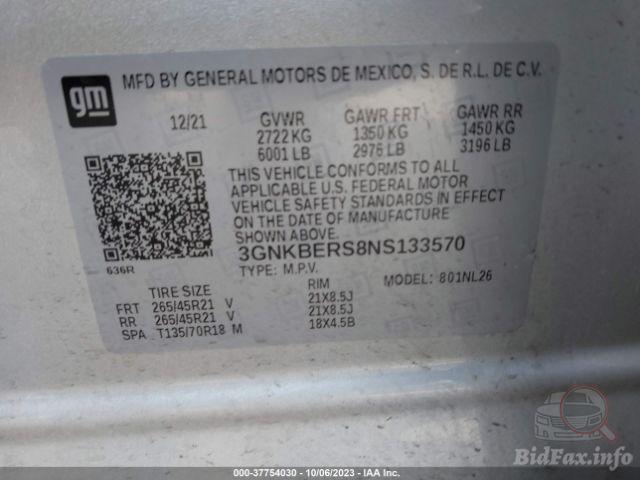 gm
MFD BY GENERAL MOTORS DE MEXICO, S. DE R.L. DE C.V.
12/21 GVWR GAWR FRT GAWR RR
2722 KG 1350 KG 1450 KG
6001 LB 2976 LB 3196 LB
THIS VEHICLE CONFORMS TO ALL
APPLICABLE U.S. FEDERAL MOTOR
VEHICLE SAFETY STANDARDS IN EFFECT
ON THE DATE OF MANUFACTURE
SHOWN ABOVE.
3GNKBERS8NS133570
636R TYPE: M.P.V. MODEL: 801NL26
TIRE SIZE RIM
FRT 265/45R21 V 21X8.5J
RR 265/45R21 V 21X8.5J
SPA T135/70R18 M 18X4.5B
BidFax.info
000-37754030 - 10/06/2023 - IAA Inc.